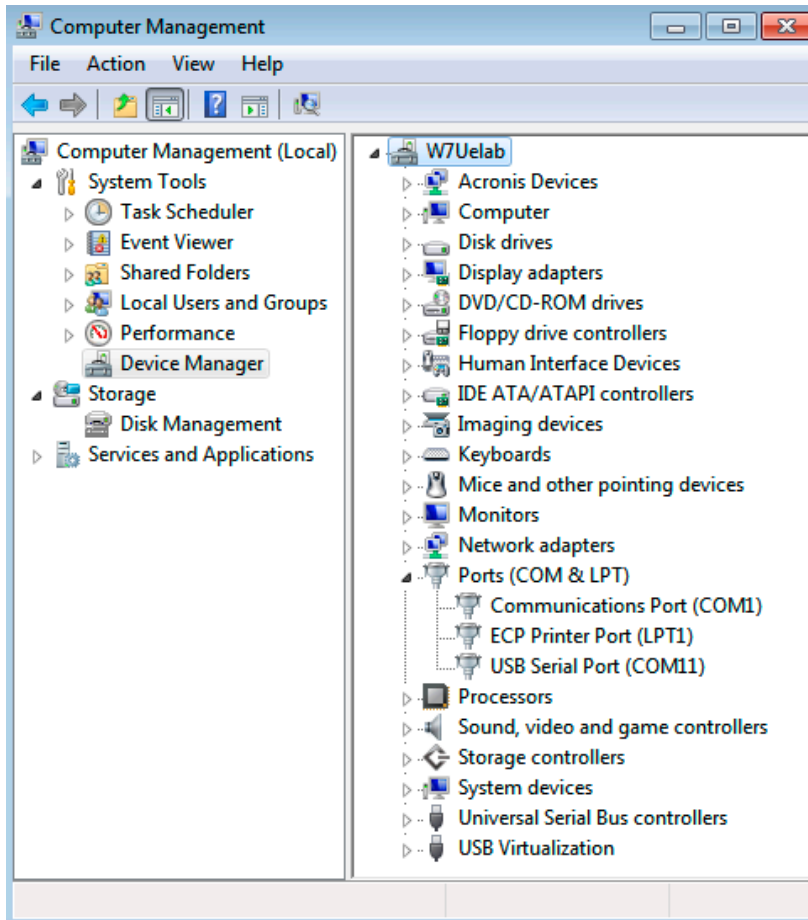 Computer Management
File Action View Help
Computer Management (Local)
System Tools
Task Scheduler
Event Viewer
Shared Folders
Local Users and Groups
Performance
Device Manager
Storage
Disk Management
Services and Applications
W7Uelab
Acronis Devices
Computer
Disk drives
Display adapters
DVD/CD-ROM drives
Floppy drive controllers
Human Interface Devices
IDE ATA/ATAPI controllers
Imaging devices
Keyboards
Mice and other pointing devices
Monitors
Network adapters
Ports (COM & LPT)
Communications Port (COM1)
ECP Printer Port (LPT1)
USB Serial Port (COM11)
Processors
Sound, video and game controllers
Storage controllers
System devices
Universal Serial Bus controllers
USB Virtualization